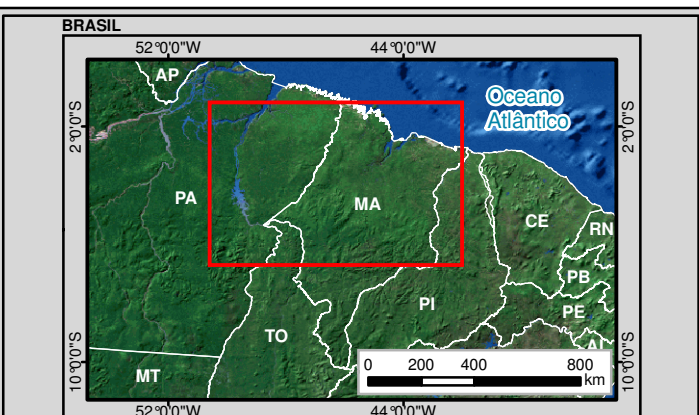 BRASIL
52°0'0"W 44°0'0"W
AP
Oceano
Atlântico
2°0'0"S 2°0'0"S
PA
MA
CE
RN
PB
PI
PE
TO
AL
MT
0 200 400 800
km
10°0'0"S 10°0'0"S
52°0'0"W 44°0'0"W